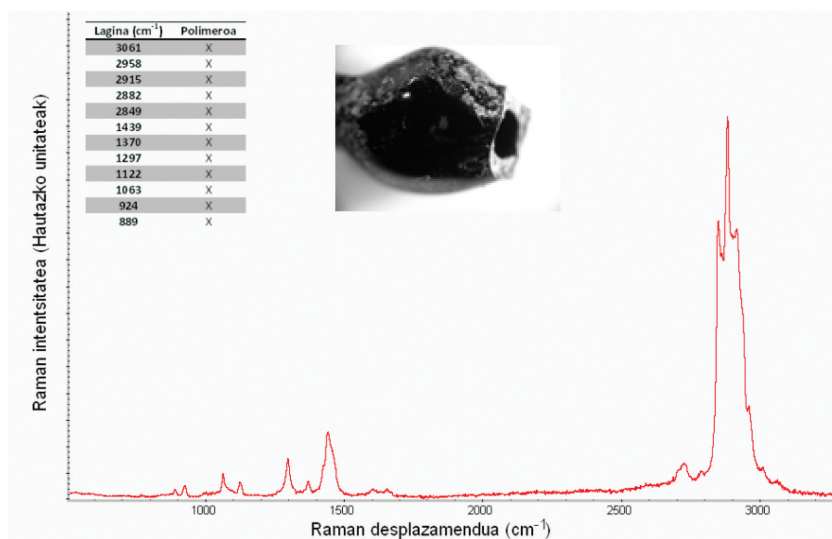 Lagina (cm⁻¹) Polimeroa
3061 X
2958 X
2915 X
2882 X
2849 X
1439 X
1370 X
1297 X
1122 X
1063 X
924 X
889 X
Raman intentsitatea (Hautazko unitateak)
1000 1500 2000 2500 3000
Raman desplazamendua (cm⁻¹)